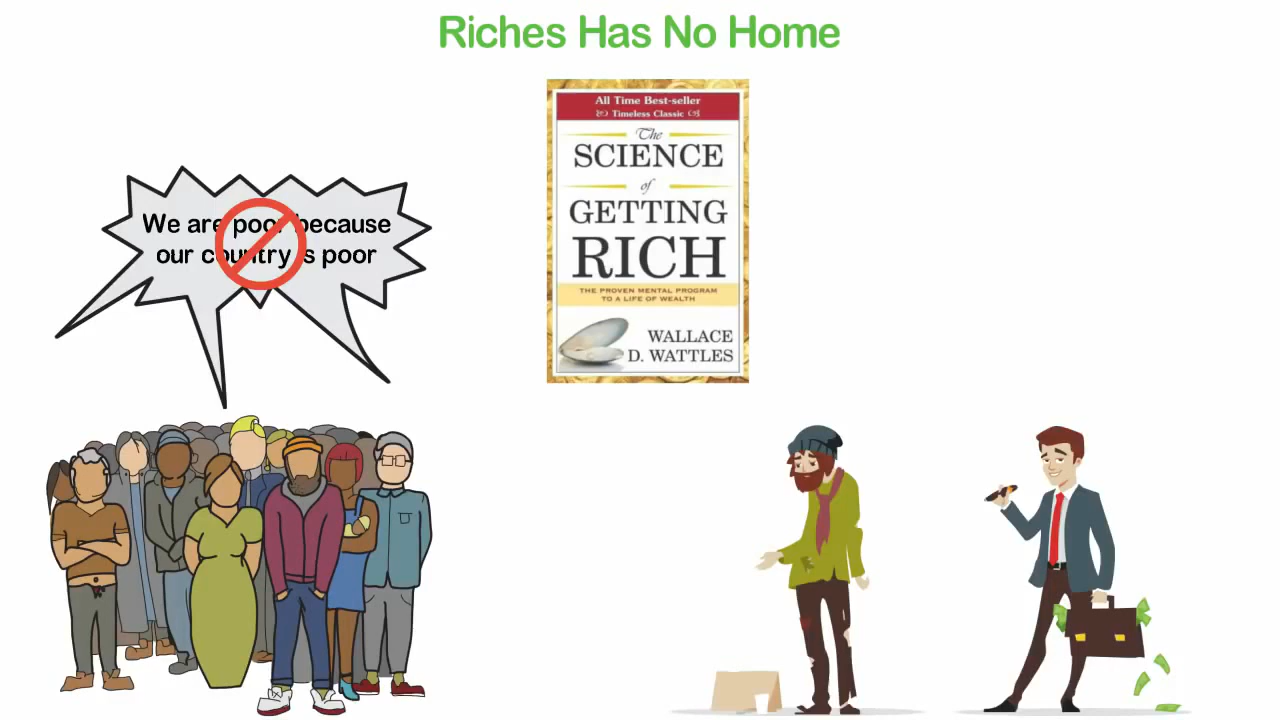 Riches Has No Home
All Time Best-seller
Timeless Classic
The
SCIENCE
of
GETTING
RICH
THE PROVEN MENTAL PROGRAM
TO A LIFE OF WEALTH
WALLACE
D. WATTLES
We are poor because
our country is poor